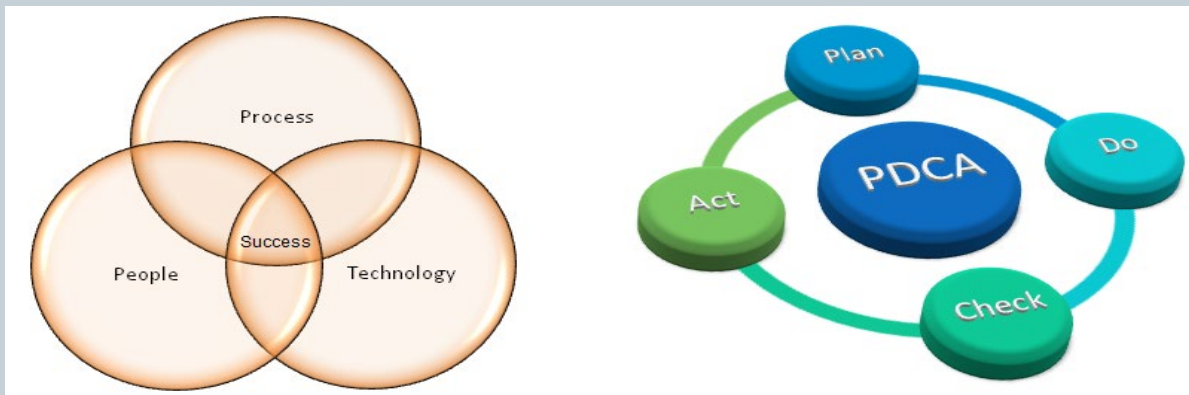 Process
Success
People
Technology
Plan
Do
PDCA
Act
Check